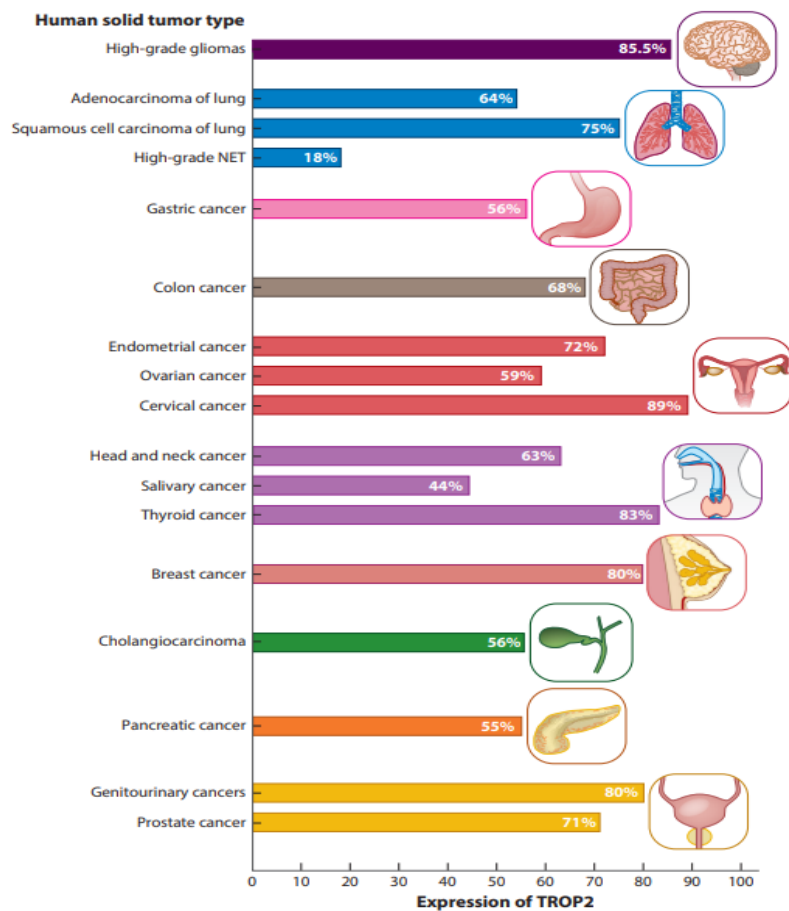 Human solid tumor type
High-grade gliomas 85.5%
Adenocarcinoma of lung 64%
Squamous cell carcinoma of lung 75%
High-grade NET 18%
Gastric cancer 56%
Colon cancer 68%
Endometrial cancer 72%
Ovarian cancer 59%
Cervical cancer 89%
Head and neck cancer 63%
Salivary cancer 44%
Thyroid cancer 83%
Breast cancer 80%
Cholangiocarcinoma 56%
Pancreatic cancer 55%
Genitourinary cancers 80%
Prostate cancer 71%
0 10 20 30 40 50 60 70 80 90 100
Expression of TROP2